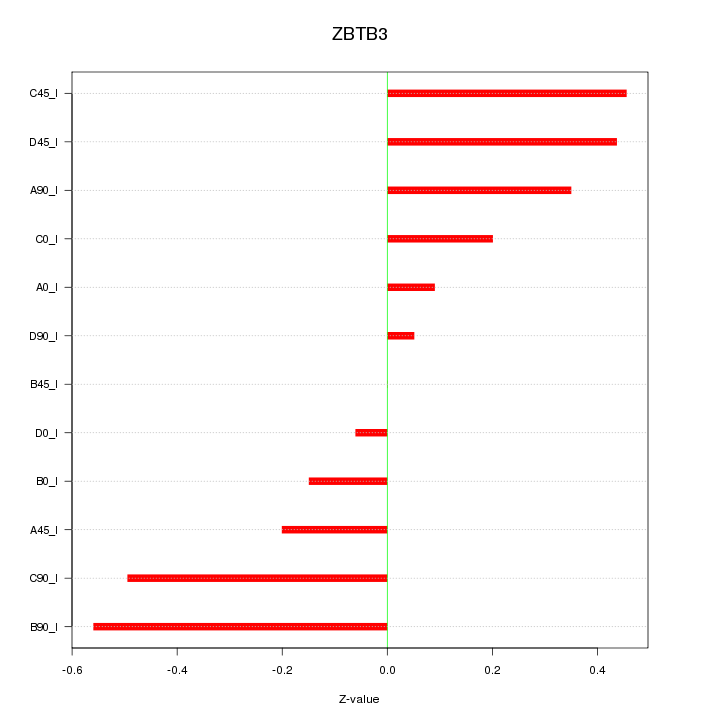 ZBTB3
C45_I
D45_I
A90_I
C0_I
A0_I
D90_I
B45_I
D0_I
B0_I
A45_I
C90_I
B90_I
-0.6 -0.4 -0.2 0.0 0.2 0.4
Z-value